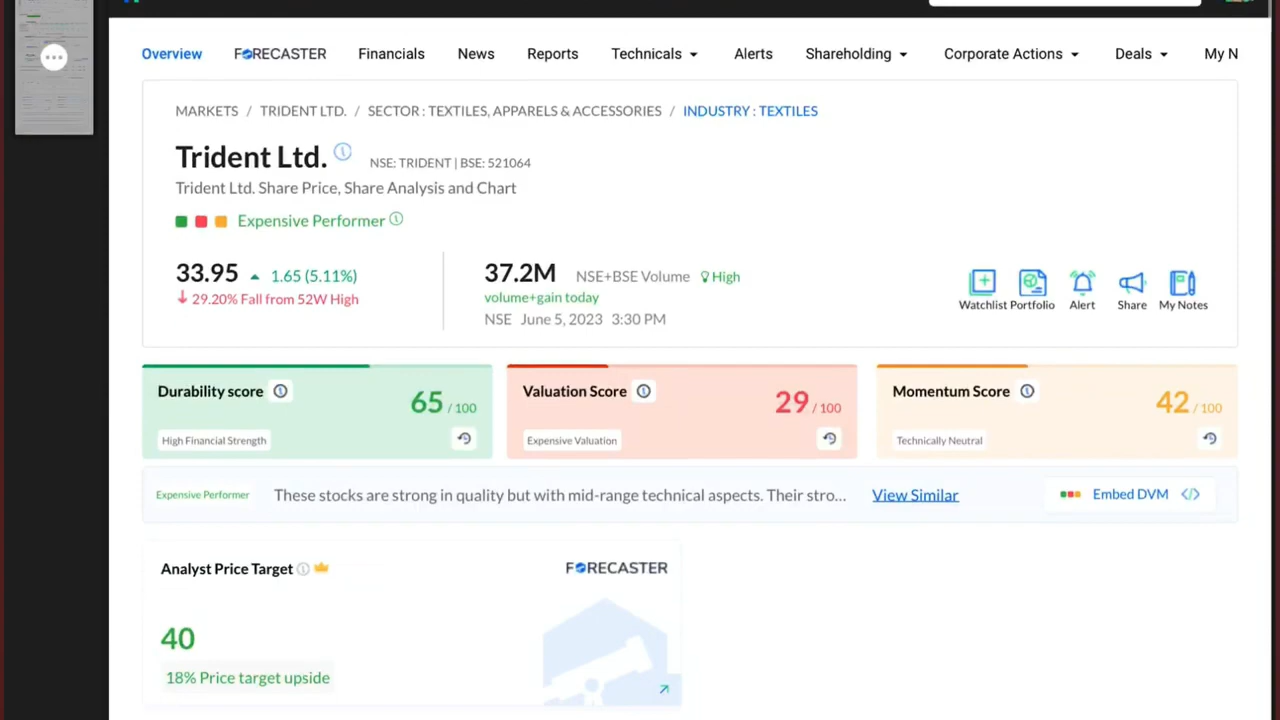 Overview FORECASTER Financials News Reports Technicals Alerts Shareholding Corporate Actions Deals My N
MARKETS / TRIDENT LTD. / SECTOR : TEXTILES, APPARELS & ACCESSORIES / INDUSTRY : TEXTILES
Trident Ltd. NSE: TRIDENT | BSE: 521064
Trident Ltd. Share Price, Share Analysis and Chart
Expensive Performer
33.95 1.65 (5.11%)
29.20% Fall from 52W High
37.2M NSE+BSE Volume High
volume+gain today
NSE June 5, 2023 3:30 PM
Watchlist Portfolio Alert Share My Notes
Durability score
65 / 100
High Financial Strength
Valuation Score
29 / 100
Expensive Valuation
Momentum Score
42 / 100
Technically Neutral
Expensive Performer These stocks are strong in quality but with mid-range technical aspects. Their stro... View Similar Embed DVM </>
Analyst Price Target FORECASTER
40
18% Price target upside